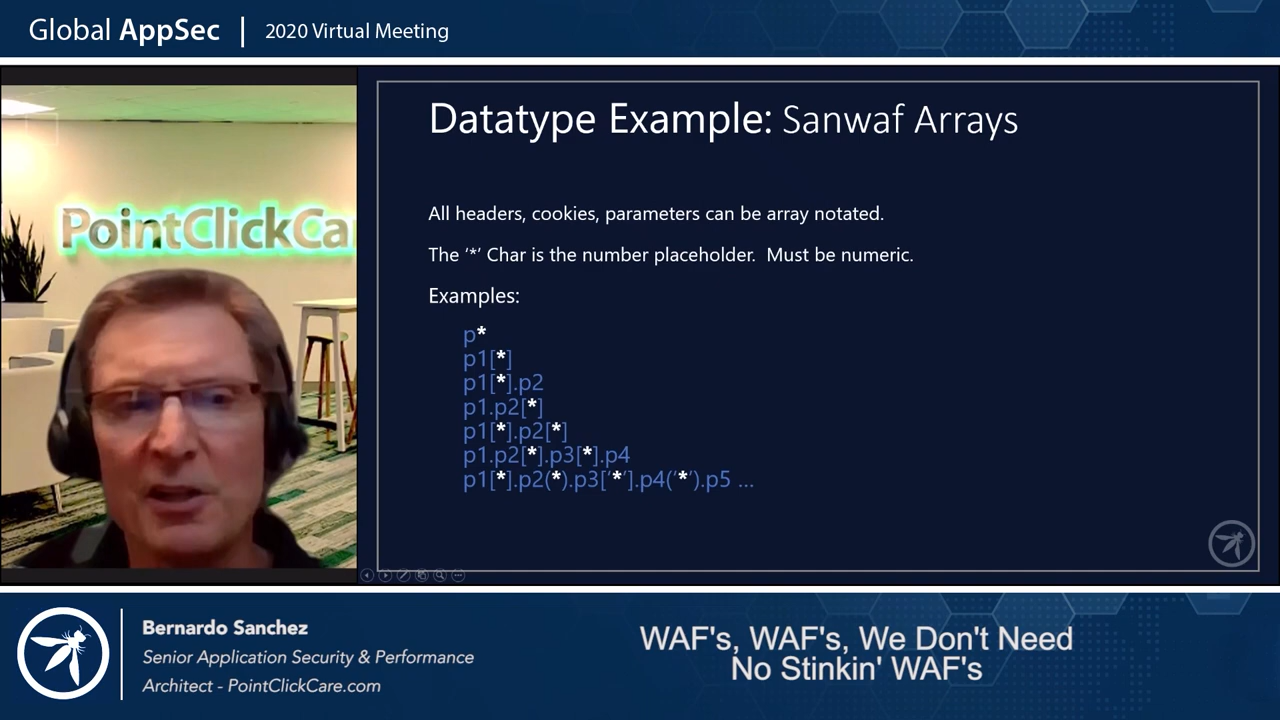 Global AppSec | 2020 Virtual Meeting
PointClickCa
Datatype Example: Sanwaf Arrays
All headers, cookies, parameters can be array notated.
The ‘*’ Char is the number placeholder.  Must be numeric.
Examples:
p*
p1[*]
p1[*].p2
p1.p2[*]
p1[*].p2[*]
p1.p2[*].p3[*].p4
p1[*].p2(*).p3[‘*‘].p4(‘*’).p5 ...
Bernardo Sanchez
Senior Application Security & Performance
Architect - PointClickCare.com
WAF's, WAF's, We Don't Need
No Stinkin' WAF's